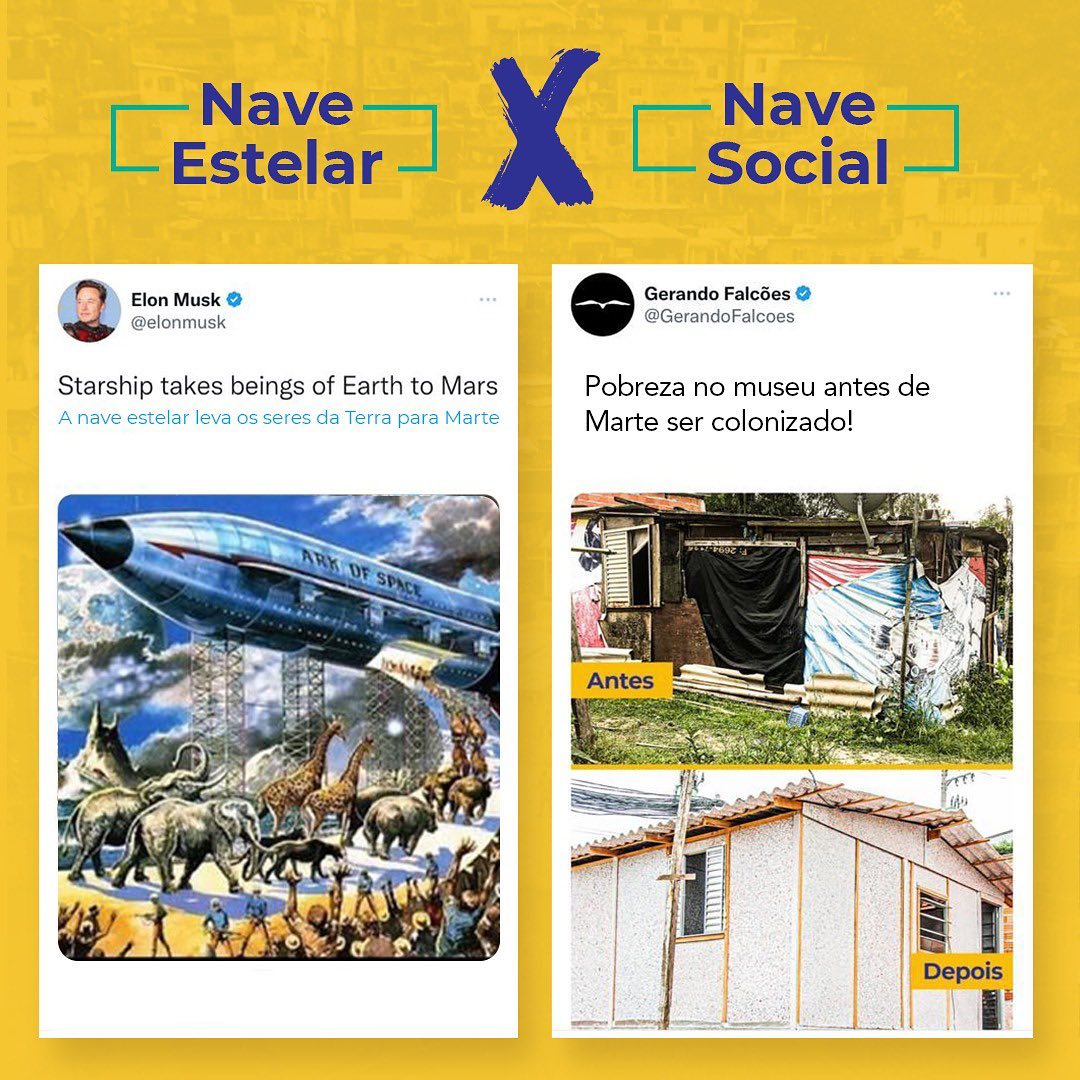 Nave
Estelar
X
Nave
Social
Elon Musk
@elonmusk
Starship takes beings of Earth to Mars
A nave estelar leva os seres da Terra para Marte
ARK OF SPACE
Gerando Falcões
@GerandoFalcoes
Pobreza no museu antes de
Marte ser colonizado!
Antes
Depois